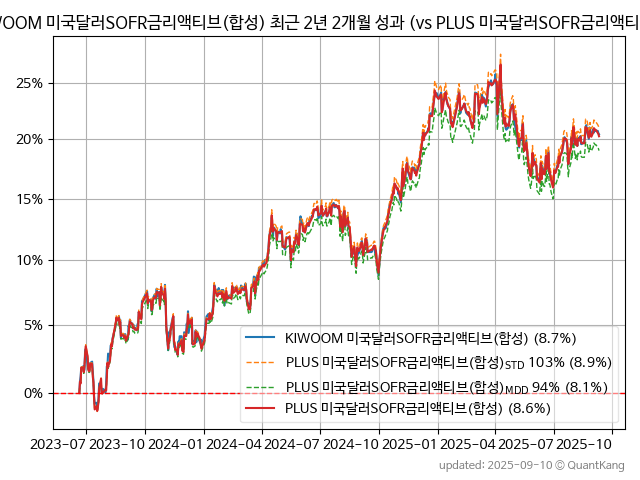 WOOM 미국달러SOFR금리액티브(합성) 최근 2년 2개월 성과 (vs PLUS 미국달러SOFR금리액티
25%
20%
15%
10%
5%
0%
KIWOOM 미국달러SOFR금리액티브(합성) (8.7%)
PLUS 미국달러SOFR금리액티브(합성)STD 103% (8.9%)
PLUS 미국달러SOFR금리액티브(합성)MDD 94% (8.1%)
PLUS 미국달러SOFR금리액티브(합성) (8.6%)
2023-07 2023-10 2024-01 2024-04 2024-07 2024-10 2025-01 2025-04 2025-07 2025-10
updated: 2025-09-10 © QuantKang